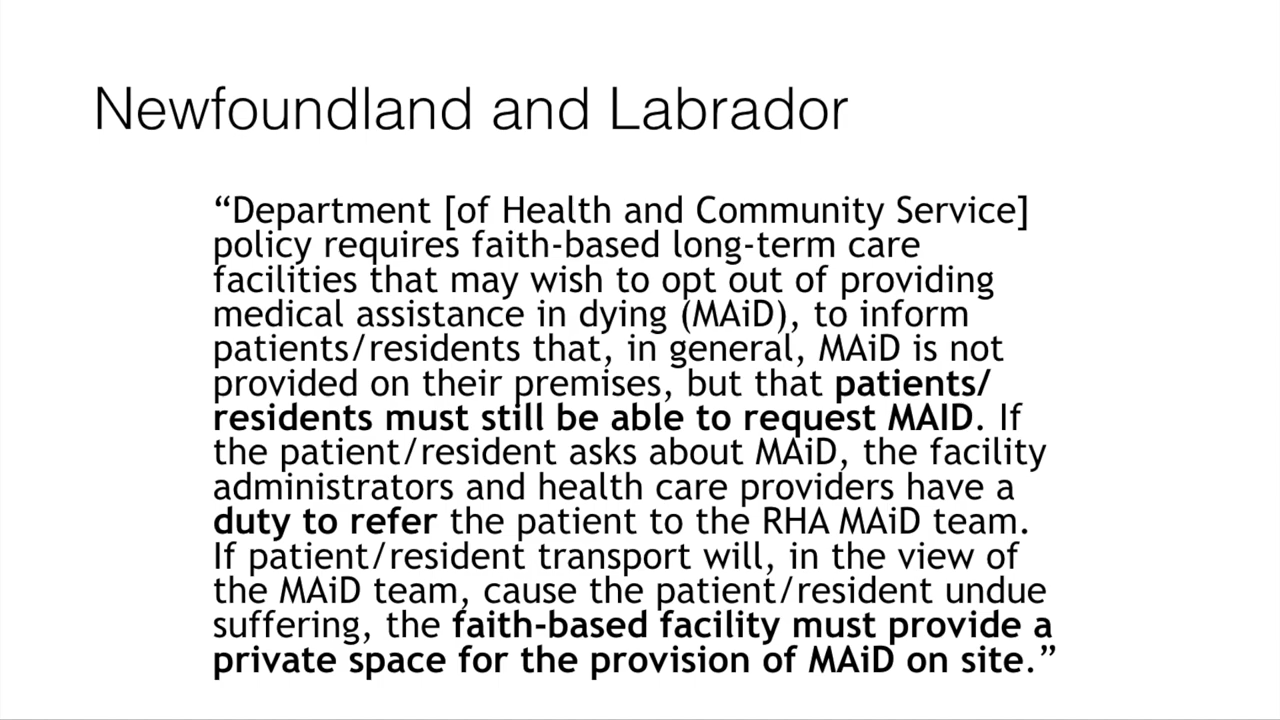 Newfoundland and Labrador
“Department [of Health and Community Service]
policy requires faith-based long-term care
facilities that may wish to opt out of providing
medical assistance in dying (MAiD), to inform
patients/residents that, in general, MAiD is not
provided on their premises, but that patients/
residents must still be able to request MAID. If
the patient/resident asks about MAiD, the facility
administrators and health care providers have a
duty to refer the patient to the RHA MAiD team.
If patient/resident transport will, in the view of
the MAiD team, cause the patient/resident undue
suffering, the faith-based facility must provide a
private space for the provision of MAiD on site.”